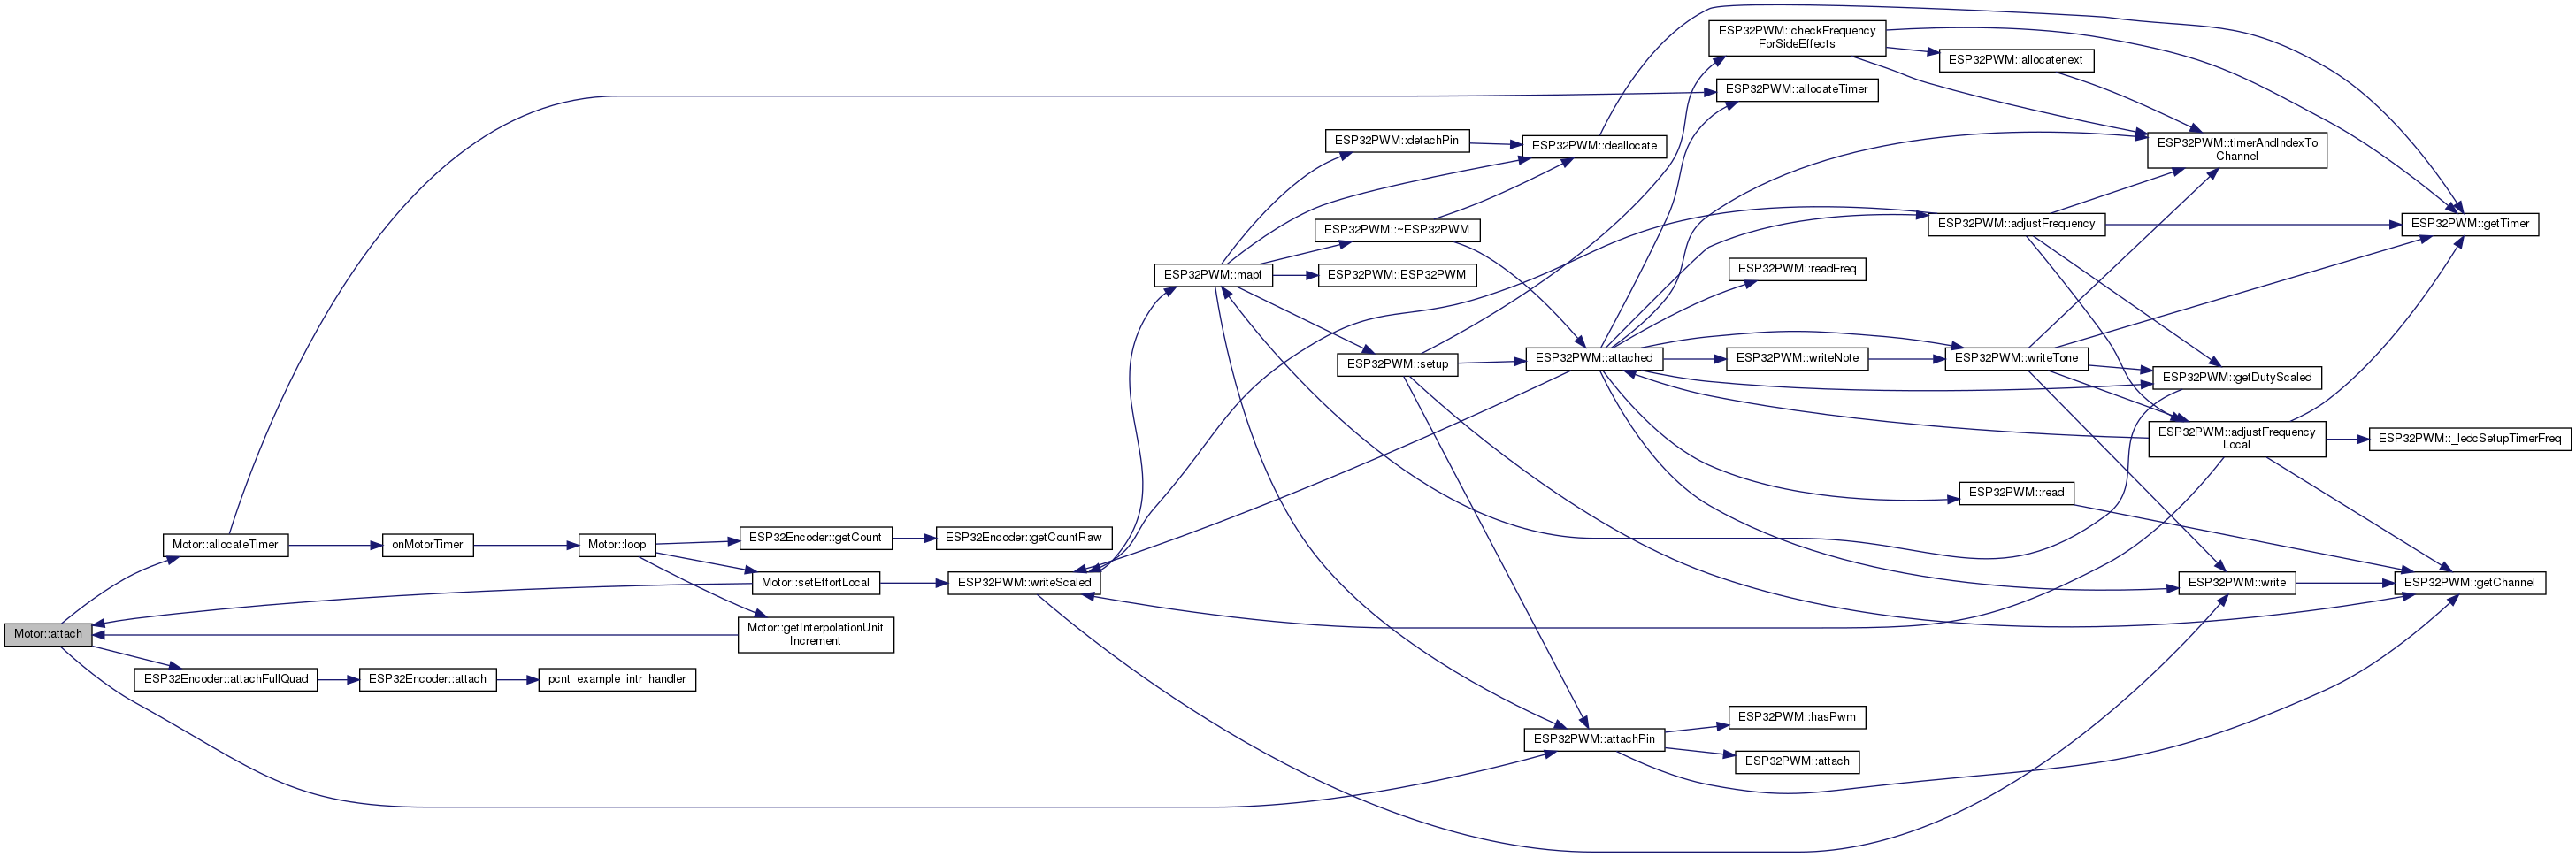 Motor::attach
Motor::allocateTimer
ESP32Encoder::attachFullQuad
onMotorTimer
ESP32Encoder::attach
Motor::loop
pcnt_example_intr_handler
ESP32Encoder::getCount
Motor::setEffortLocal
Motor::getInterpolationUnit
Increment
ESP32Encoder::getCountRaw
ESP32PWM::writeScaled
ESP32PWM::mapf
ESP32PWM::detachPin
ESP32PWM::~ESP32PWM
ESP32PWM::ESP32PWM
ESP32PWM::setup
ESP32PWM::deallocate
ESP32PWM::attached
ESP32PWM::attachPin
ESP32PWM::checkFrequency
ForSideEffects
ESP32PWM::allocateTimer
ESP32PWM::readFreq
ESP32PWM::writeNote
ESP32PWM::hasPwm
ESP32PWM::attach
ESP32PWM::allocatenext
ESP32PWM::adjustFrequency
ESP32PWM::writeTone
ESP32PWM::read
ESP32PWM::timerAndIndexTo
Channel
ESP32PWM::getDutyScaled
ESP32PWM::adjustFrequency
Local
ESP32PWM::write
ESP32PWM::getTimer
ESP32PWM::_ledcSetupTimerFreq
ESP32PWM::getChannel